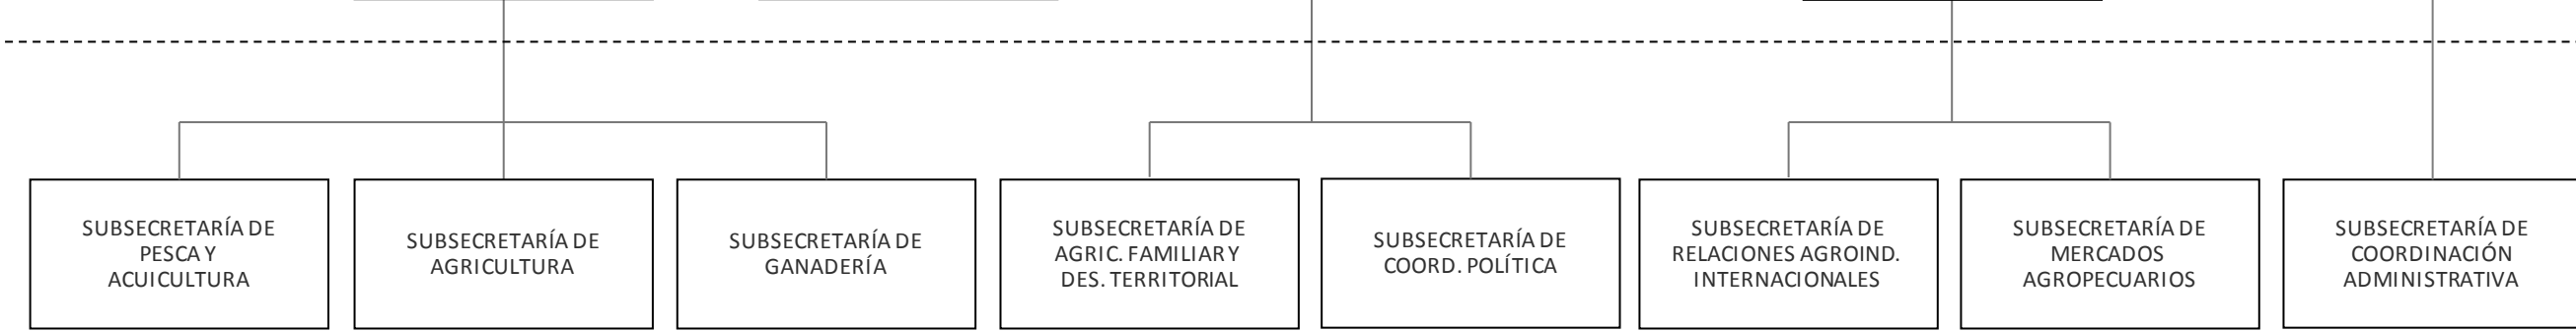 SUBSECRETARÍA DE
PESCA Y
ACUICULTURA
SUBSECRETARÍA DE
AGRICULTURA
SUBSECRETARÍA DE
GANADERÍA
SUBSECRETARÍA DE
AGRIC. FAMILIAR Y
DES. TERRITORIAL
SUBSECRETARÍA DE
COORD. POLÍTICA
SUBSECRETARÍA DE
RELACIONES AGROIND.
INTERNACIONALES
SUBSECRETARÍA DE
MERCADOS
AGROPECUARIOS
SUBSECRETARÍA DE
COORDINACIÓN
ADMINISTRATIVA